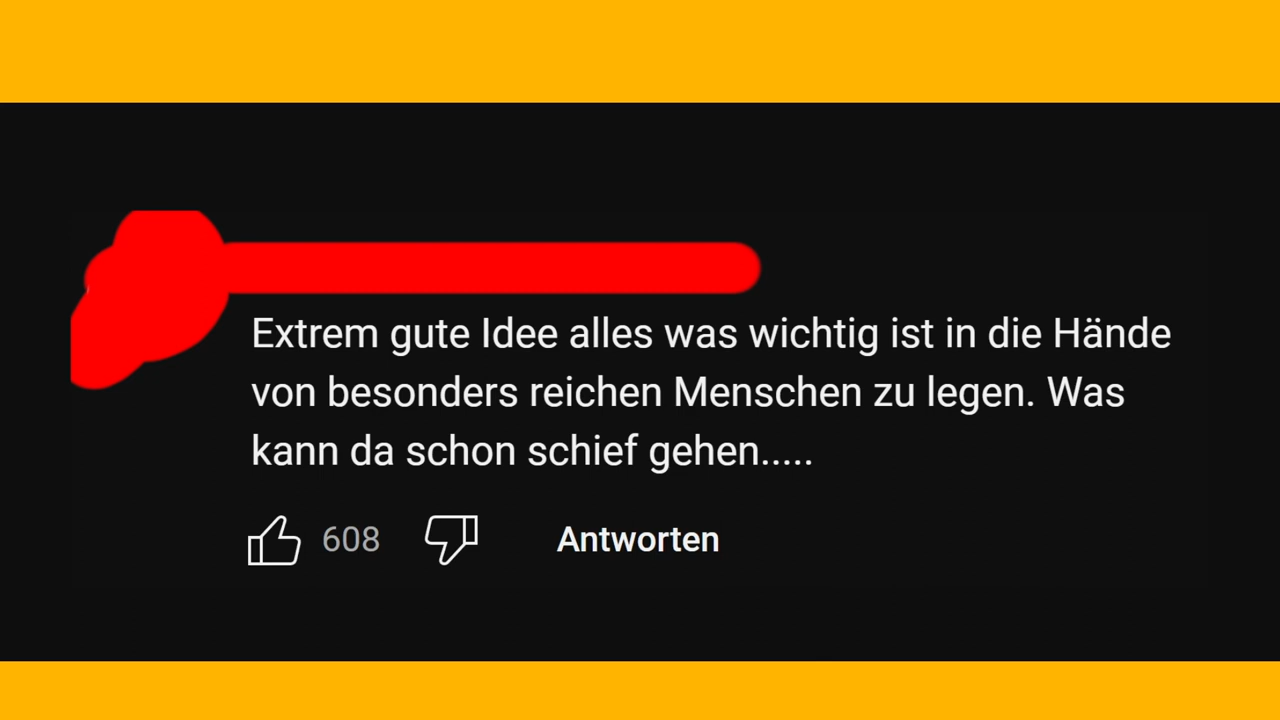 Extrem gute Idee alles was wichtig ist in die Hände
von besonders reichen Menschen zu legen. Was
kann da schon schief gehen.....
608
Antworten